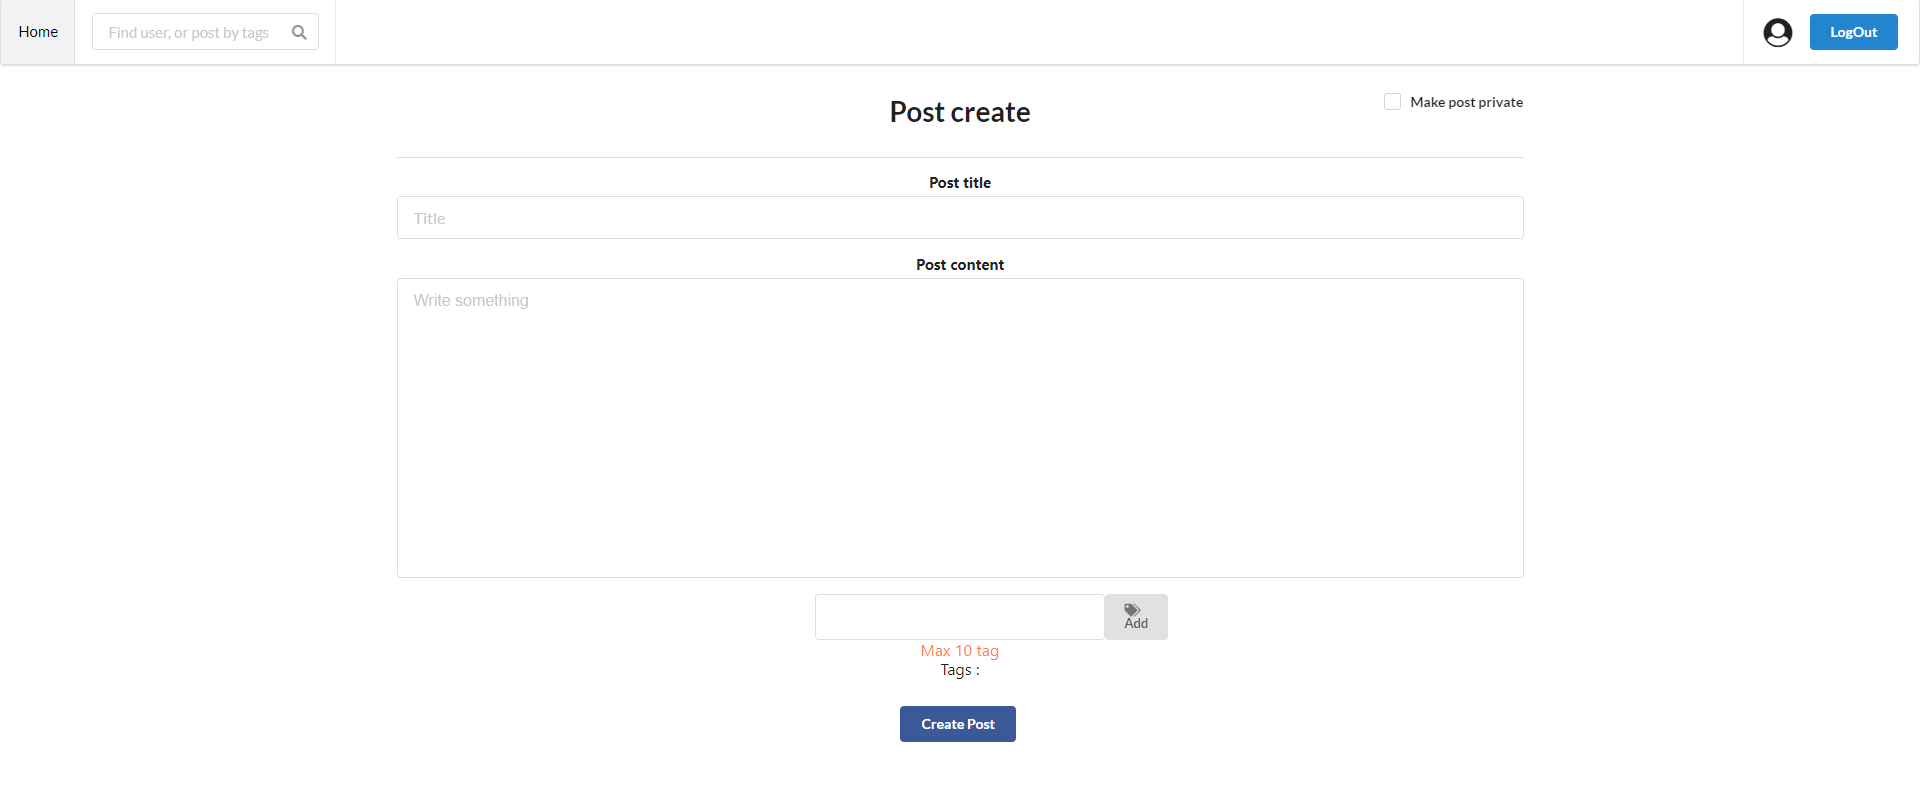 Home
Find user, or post by tags
LogOut
Post create
Make post private
Post title
Title
Post content
Write something
Add
Max 10 tag
Tags :
Create Post